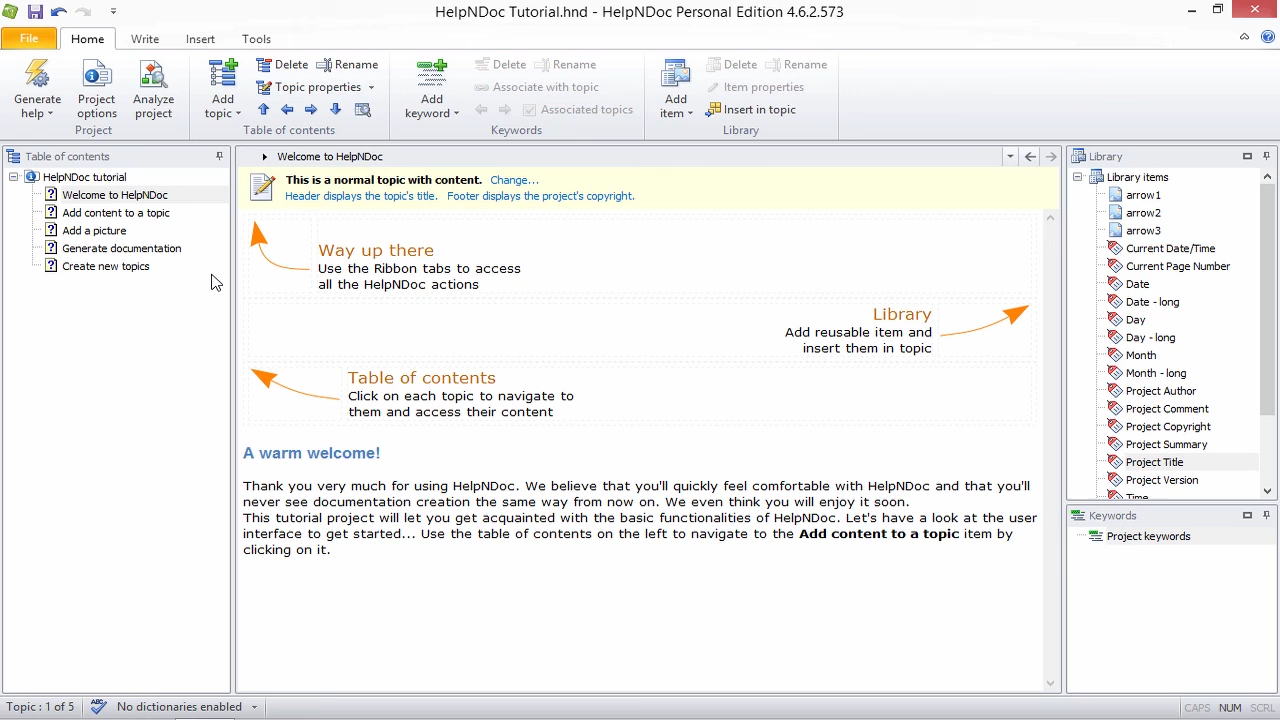 HelpNDoc Tutorial.hnd - HelpNDoc Personal Edition 4.6.2.573
File Home Write Insert Tools
Generate help
Project options
Analyze project
Project
Add topic
Delete Rename
Topic properties
Table of contents
Add keyword
Delete Rename
Associate with topic
Associated topics
Keywords
Add item
Delete Rename
Item properties
Insert in topic
Library
Table of contents
HelpNDoc tutorial
Welcome to HelpNDoc
Add content to a topic
Add a picture
Generate documentation
Create new topics
Welcome to HelpNDoc
This is a normal topic with content. Change...
Header displays the topic's title. Footer displays the project's copyright.
Way up there
Use the Ribbon tabs to access
all the HelpNDoc actions
Library
Add reusable item and
insert them in topic
Table of contents
Click on each topic to navigate to
them and access their content
A warm welcome!
Thank you very much for using HelpNDoc. We believe that you'll quickly feel comfortable with HelpNDoc and that you'll
never see documentation creation the same way from now on. We even think you will enjoy it soon.
This tutorial project will let you get acquainted with the basic functionalities of HelpNDoc. Let's have a look at the user
interface to get started... Use the table of contents on the left to navigate to the Add content to a topic item by
clicking on it.
Library
Library items
arrow1
arrow2
arrow3
Current Date/Time
Current Page Number
Date
Date - long
Day
Day - long
Month
Month - long
Project Author
Project Comment
Project Copyright
Project Summary
Project Title
Project Version
Time
Keywords
Project keywords
Topic : 1 of 5
ABC
No dictionaries enabled
CAPS NUM SCRL